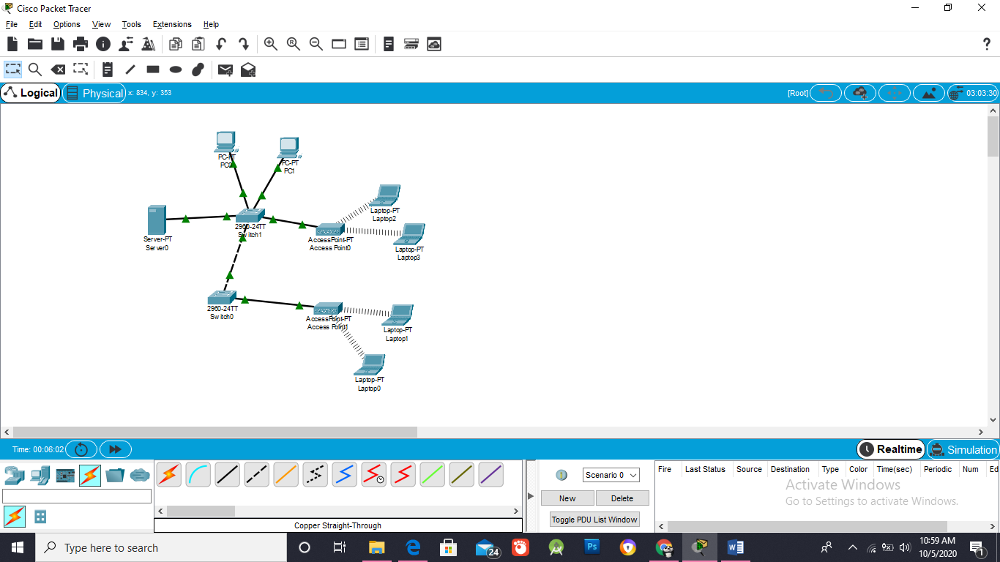 Cisco Packet Tracer
File Edit Options View Tools Extensions Help
?
Logical Physical x: 834, y: 353 [Root] 03:03:30
PC-PT
PC0
PC-PT
PC1
Laptop-PT
Laptop2
Server-PT
Server0
2960-24TT
Switch1
AccessPoint-PT
Access Point0
Laptop-PT
Laptop3
2960-24TT
Switch0
AccessPoint-PT
Access Point1
Laptop-PT
Laptop1
Laptop-PT
Laptop0
Time: 00:06:02 Realtime Simulation
Scenario 0
New Delete
Toggle PDU List Window
Fire Last Status Source Destination Type Color Time(sec) Periodic Num Ed
Activate Windows
Go to Settings to activate Windows.
Copper Straight-Through
Type here to search
24
Ps
W
10:59 AM
10/5/2020
1